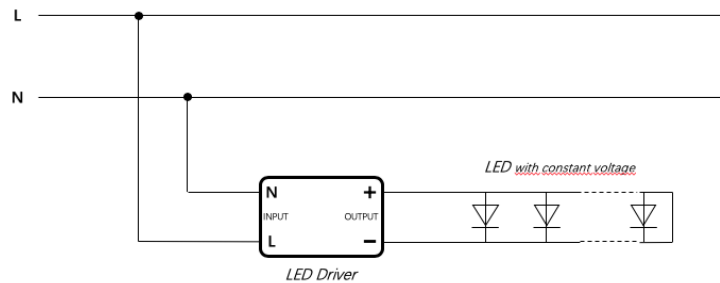 L
N
LED with constant voltage
N +
INPUT OUTPUT
L −
LED Driver